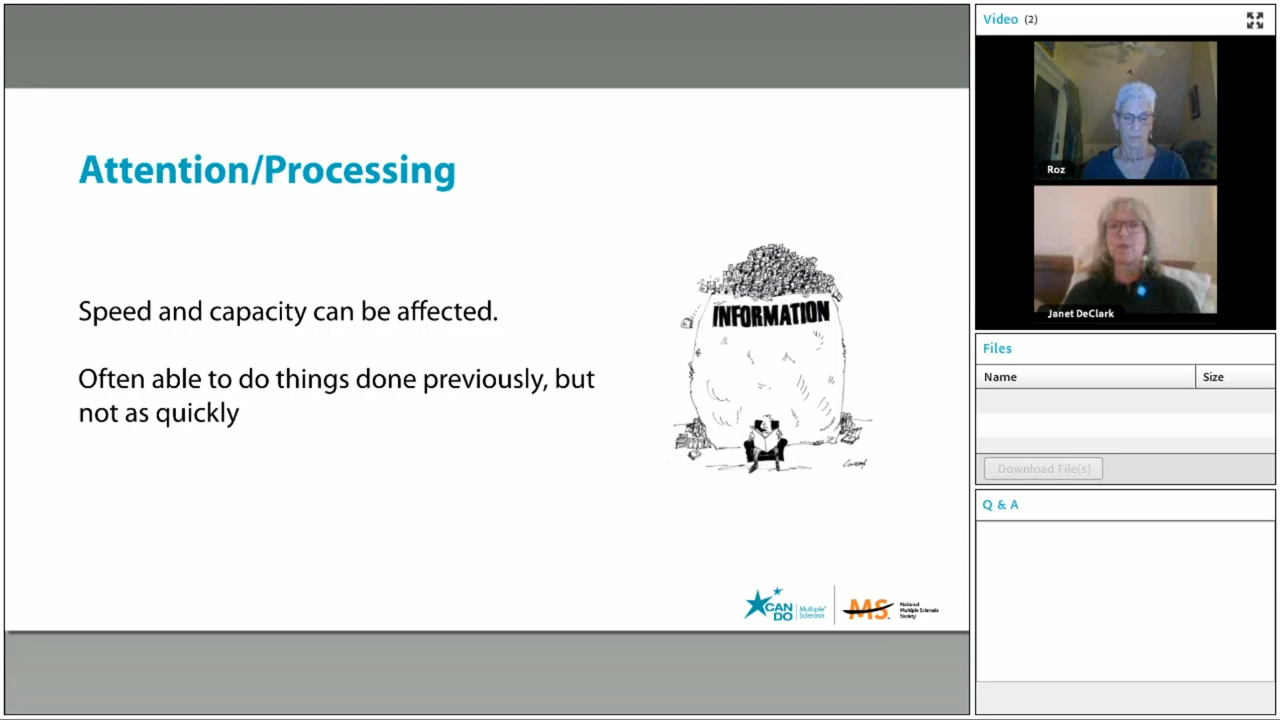 Attention/Processing
Speed and capacity can be affected.
Often able to do things done previously, but
not as quickly
INFORMATION
CAN
DO
Multiple
Sclerosis
MS
National
Multiple Sclerosis
Society
Video (2)
Roz
Janet DeClark
Files
Name
Size
Download File(s)
Q & A